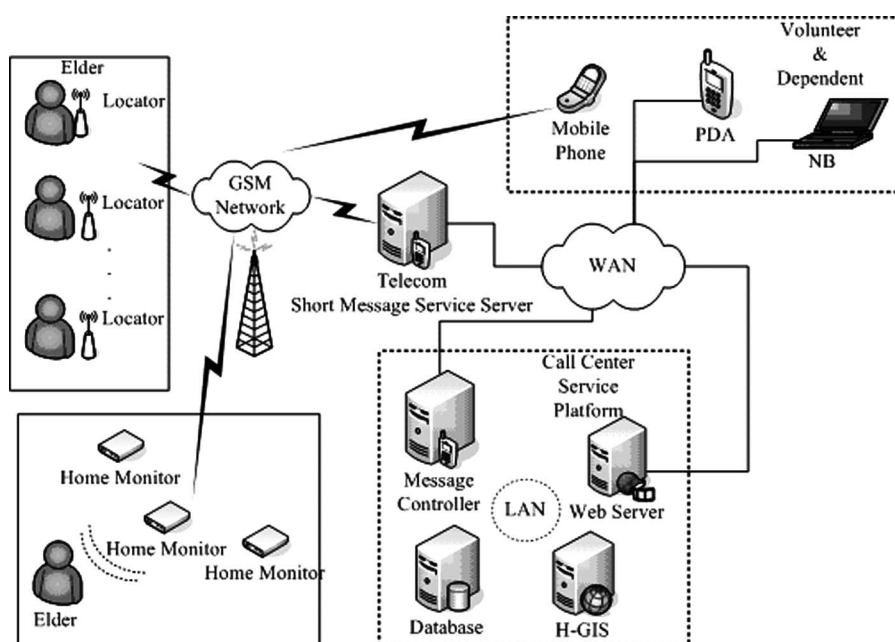 Elder
Locator
Locator
Locator
GSM
Network
Mobile
Phone
PDA
Volunteer
&
Dependent
NB
Telecom
Short Message Service Server
WAN
Call Center
Service
Platform
Message
Controller
LAN
Web Server
Database
H-GIS
Home Monitor
Home Monitor
Home Monitor
Elder